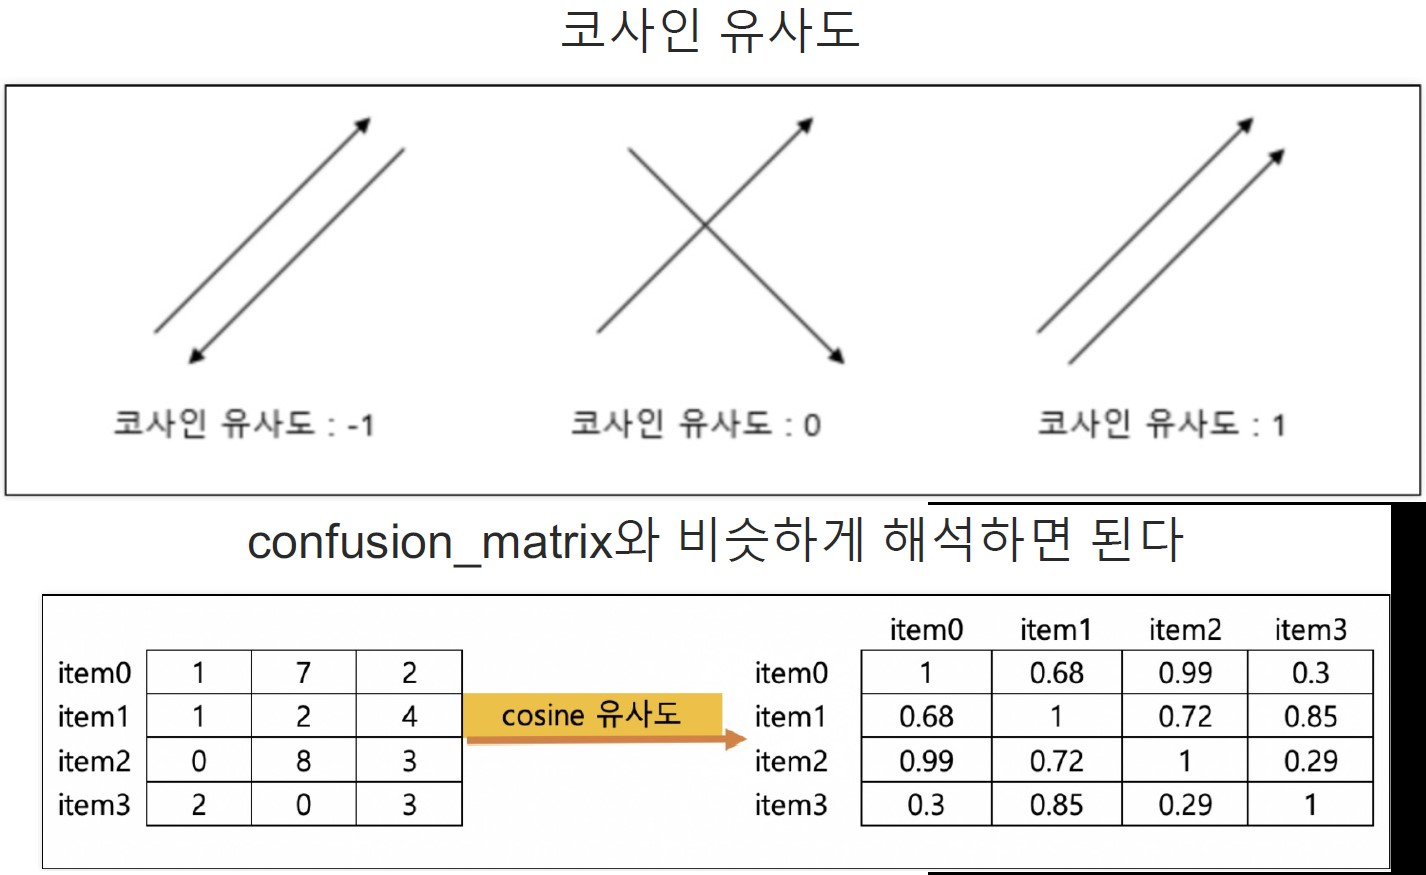 코사인 유사도
코사인 유사도 : -1 코사인 유사도 : 0 코사인 유사도 : 1
confusion_matrix와 비슷하게 해석하면 된다
item0 1 7 2
item1 1 2 4
item2 0 8 3
item3 2 0 3
cosine 유사도
item0 item1 item2 item3
item0 1 0.68 0.99 0.3
item1 0.68 1 0.72 0.85
item2 0.99 0.72 1 0.29
item3 0.3 0.85 0.29 1